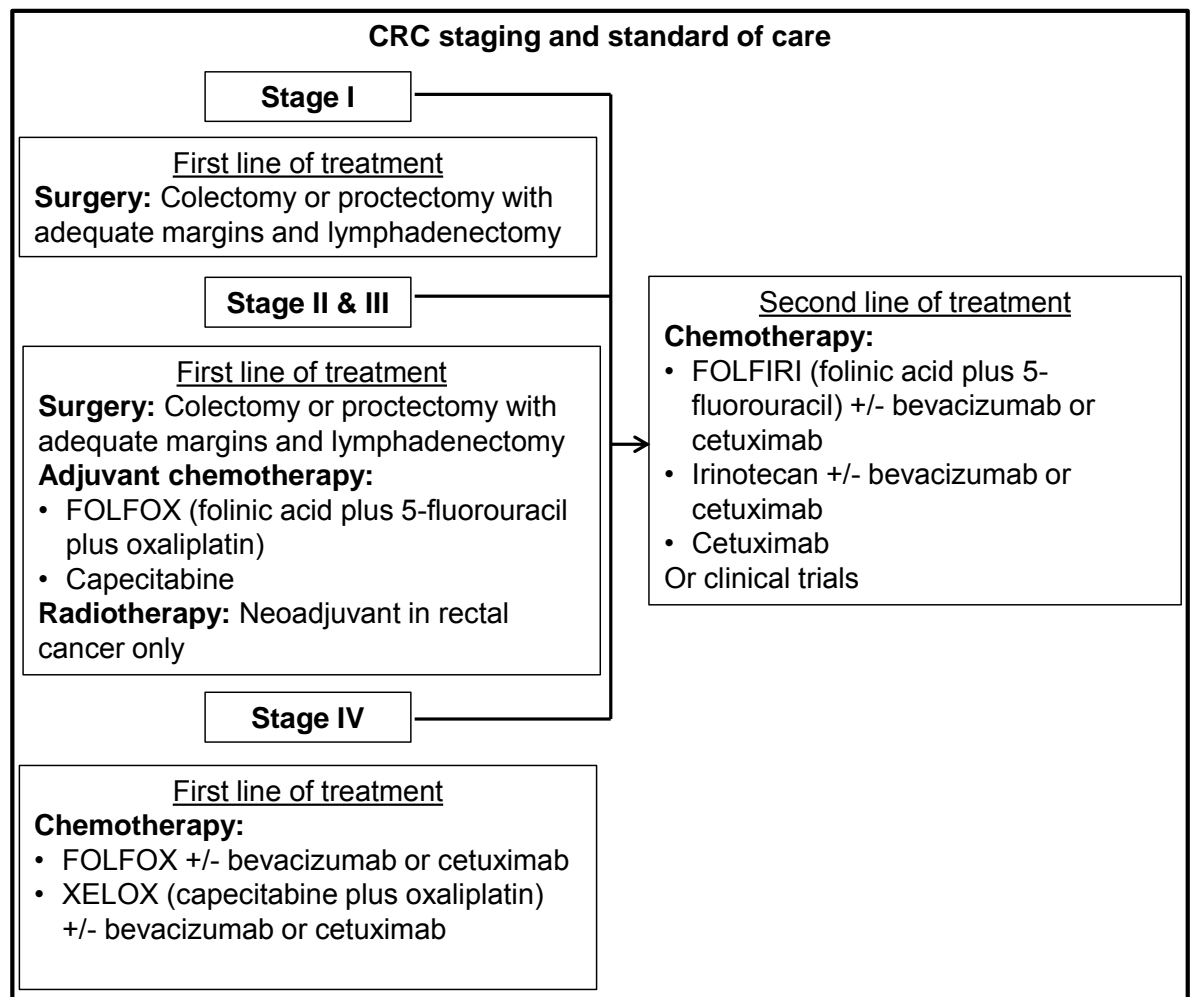 CRC staging and standard of care
Stage I
First line of treatment
Surgery: Colectomy or proctectomy with
adequate margins and lymphadenectomy
Stage II & III
First line of treatment
Surgery: Colectomy or proctectomy with
adequate margins and lymphadenectomy
Adjuvant chemotherapy:
• FOLFOX (folinic acid plus 5-fluorouracil
plus oxaliplatin)
• Capecitabine
Radiotherapy: Neoadjuvant in rectal
cancer only
Stage IV
First line of treatment
Chemotherapy:
• FOLFOX +/- bevacizumab or cetuximab
• XELOX (capecitabine plus oxaliplatin)
+/- bevacizumab or cetuximab
Second line of treatment
Chemotherapy:
• FOLFIRI (folinic acid plus 5-
fluorouracil) +/- bevacizumab or
cetuximab
• Irinotecan +/- bevacizumab or
cetuximab
• Cetuximab
Or clinical trials